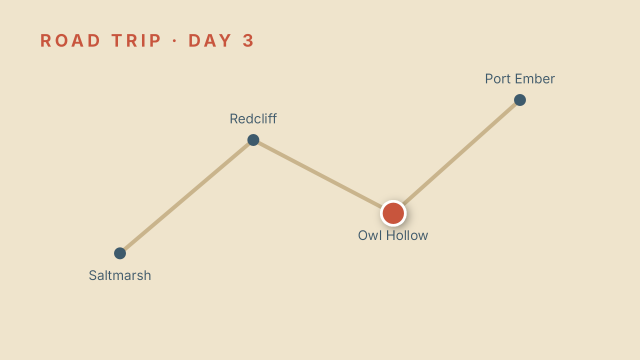 ROAD TRIP · DAY 3
Port Ember
Redcliff
Owl Hollow
Saltmarsh